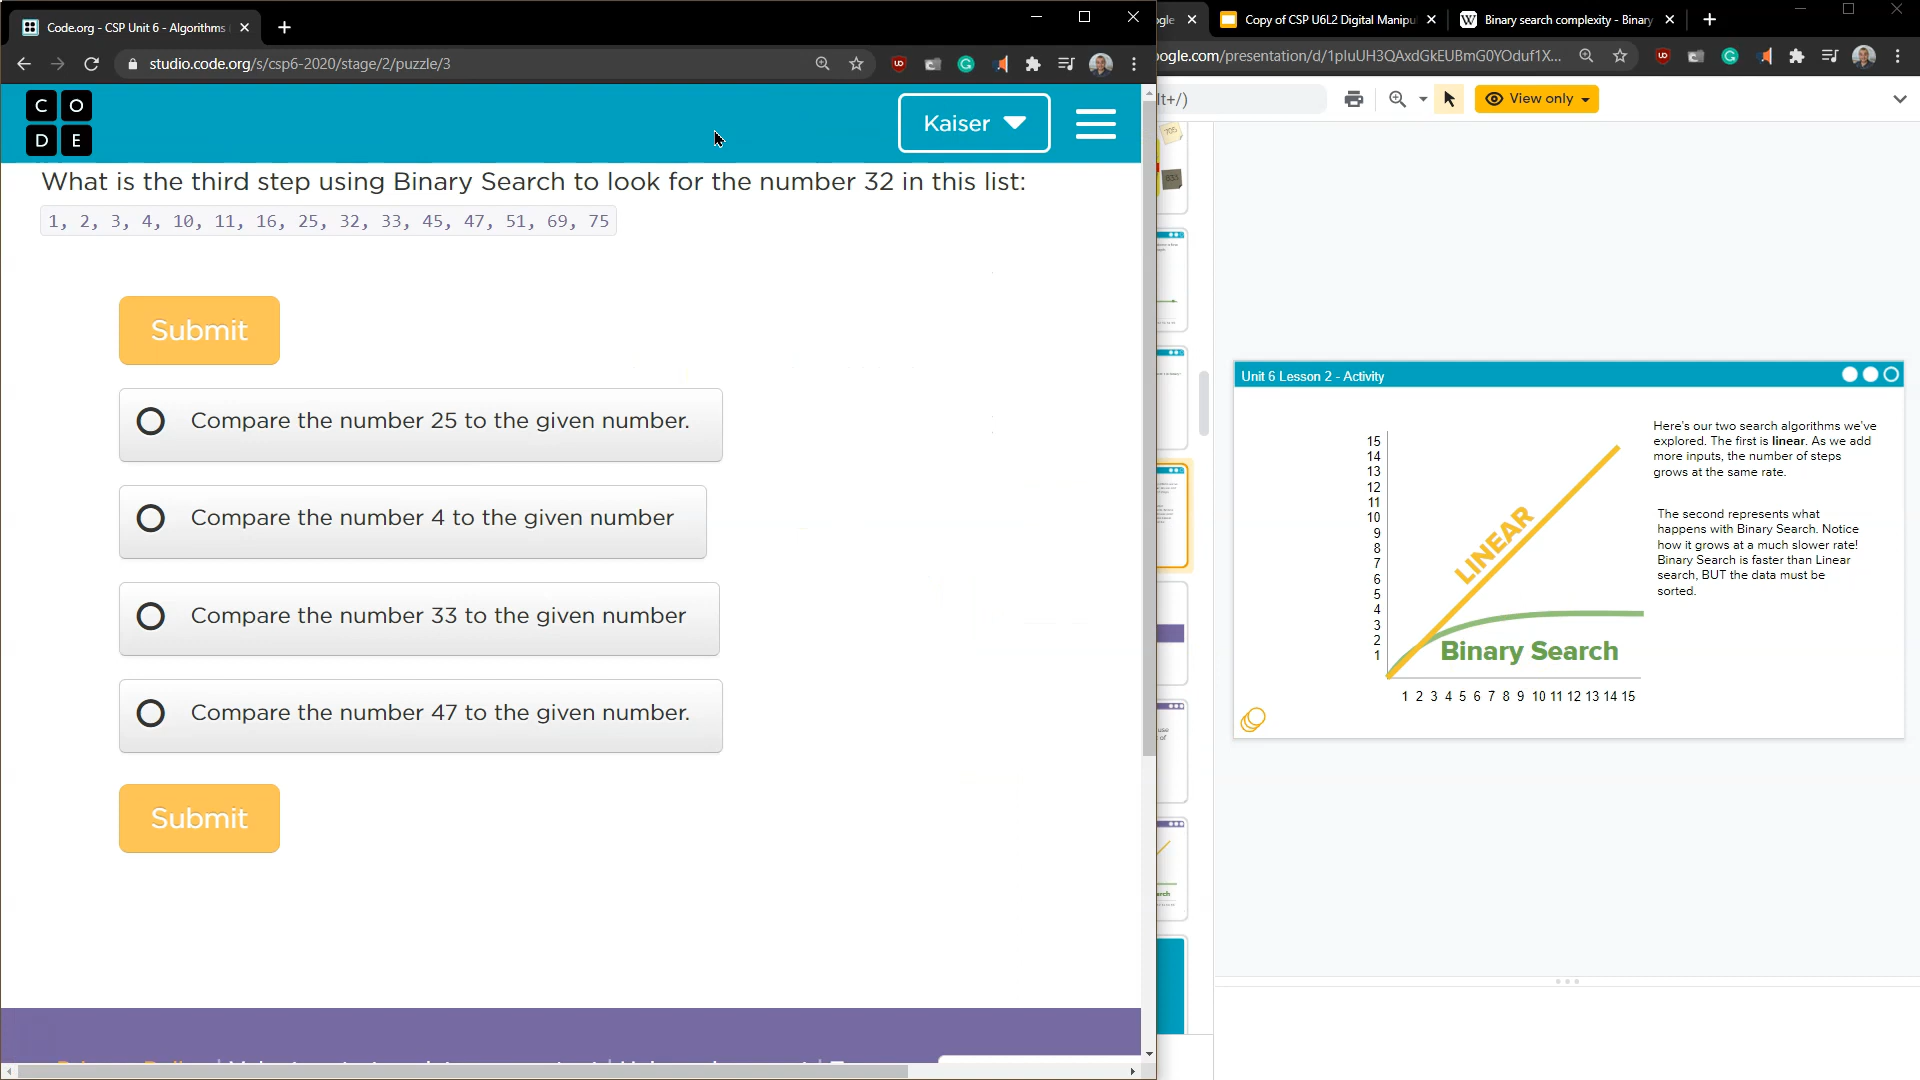 Code.org - CSP Unit 6 - Algorithms
studio.code.org/s/csp6-2020/stage/2/puzzle/3
C O
D E
Kaiser
What is the third step using Binary Search to look for the number 32 in this list:
1, 2, 3, 4, 10, 11, 16, 25, 32, 33, 45, 47, 51, 69, 75
Submit
Compare the number 25 to the given number.
Compare the number 4 to the given number
Compare the number 33 to the given number
Compare the number 47 to the given number.
Submit
Copy of CSP U6L2 Digital Manipu
Binary search complexity - Binary
ogle.com/presentation/d/1pIuUH3QAxdGkEUBmG0YOduf1X...
lt+/)
View only
Unit 6 Lesson 2 - Activity
15
14
13
12
11
10
9
8
7
6
5
4
3
2
1
LINEAR
Binary Search
1 2 3 4 5 6 7 8 9 10 11 12 13 14 15
Here's our two search algorithms we've
explored. The first is linear. As we add
more inputs, the number of steps
grows at the same rate.
The second represents what
happens with Binary Search. Notice
how it grows at a much slower rate!
Binary Search is faster than Linear
search, BUT the data must be
sorted.